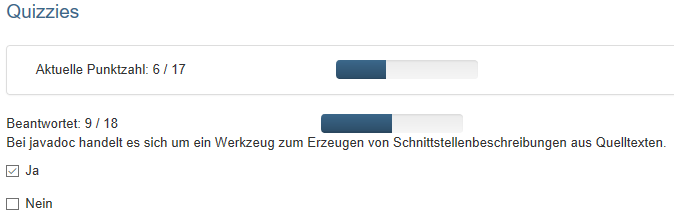 Quizzies
Aktuelle Punktzahl: 6 / 17
Beantwortet: 9 / 18
Bei javadoc handelt es sich um ein Werkzeug zum Erzeugen von Schnittstellenbeschreibungen aus Quelltexten.
Ja
Nein